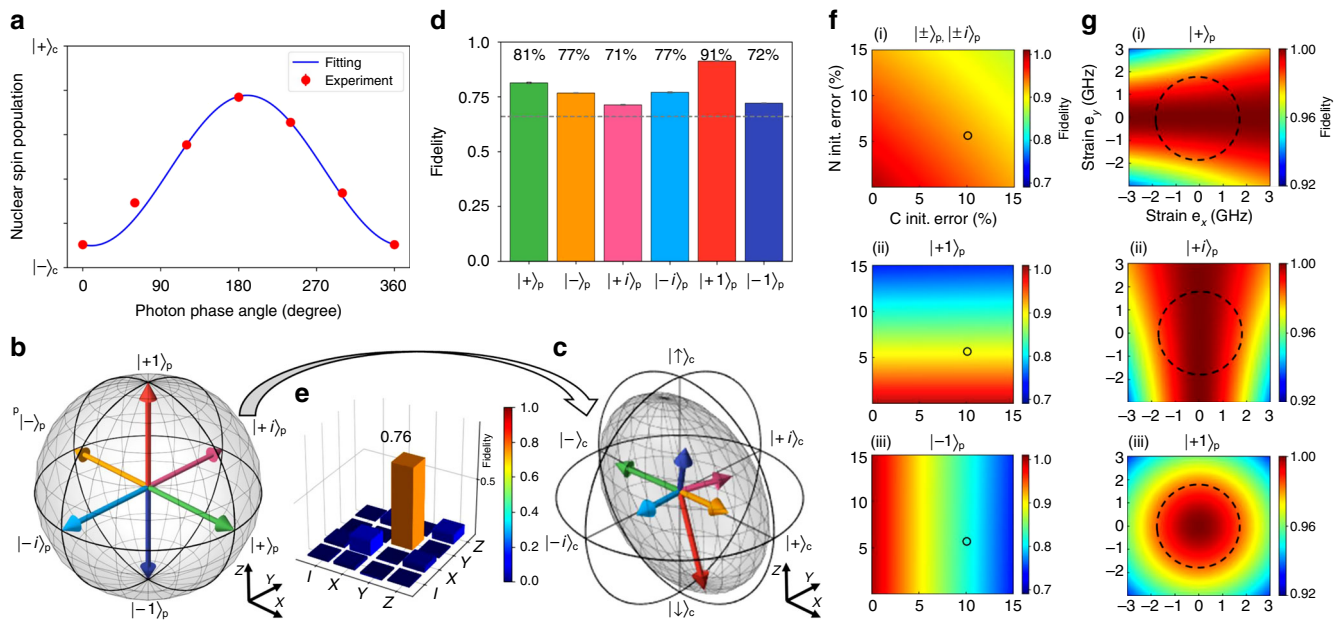 a
|+⟩c
Nuclear spin population
|−⟩c
Fitting
Experiment
0
90
180
270
360
Photon phase angle (degree)
d
Fidelity
1.0
0.75
0.5
0.25
0.0
81%
77%
71%
77%
91%
72%
|+⟩p
|−⟩p
|+i⟩p
|−i⟩p
|+1⟩p
|−1⟩p
f
(i)
|±⟩p, |±i⟩p
15
10
5
0
5
10
15
N init. error (%)
C init. error (%)
1.0
0.9
0.8
0.7
Fidelity
(ii)
|+1⟩p
15
10
5
0
5
10
15
1.0
0.9
0.8
0.7
(iii)
|−1⟩p
15
10
5
0
5
10
15
1.0
0.9
0.8
0.7
g
(i)
|+⟩p
3
2
1
0
−1
−2
−3
−2
−1
0
1
2
3
Strain ey (GHz)
Strain ex (GHz)
1.00
0.96
0.92
Fidelity
(ii)
|+i⟩p
3
2
1
0
−1
−2
−3
−2
−1
0
1
2
3
1.00
0.96
0.92
(iii)
|+1⟩p
3
2
1
0
−1
−2
−3
−2
−1
0
1
2
3
1.00
0.96
0.92
b
|+1⟩p
p
|−⟩p
|+i⟩p
|−i⟩p
|+⟩p
|−1⟩p
Z
Y
X
e
0.76
0.5
Fidelity
I
X
Y
Z
I
X
Y
Z
1.0
0.8
0.6
0.4
0.2
0.0
c
|↑⟩c
|−⟩c
|+i⟩c
|−i⟩c
|+⟩c
|↓⟩c
Z
Y
X